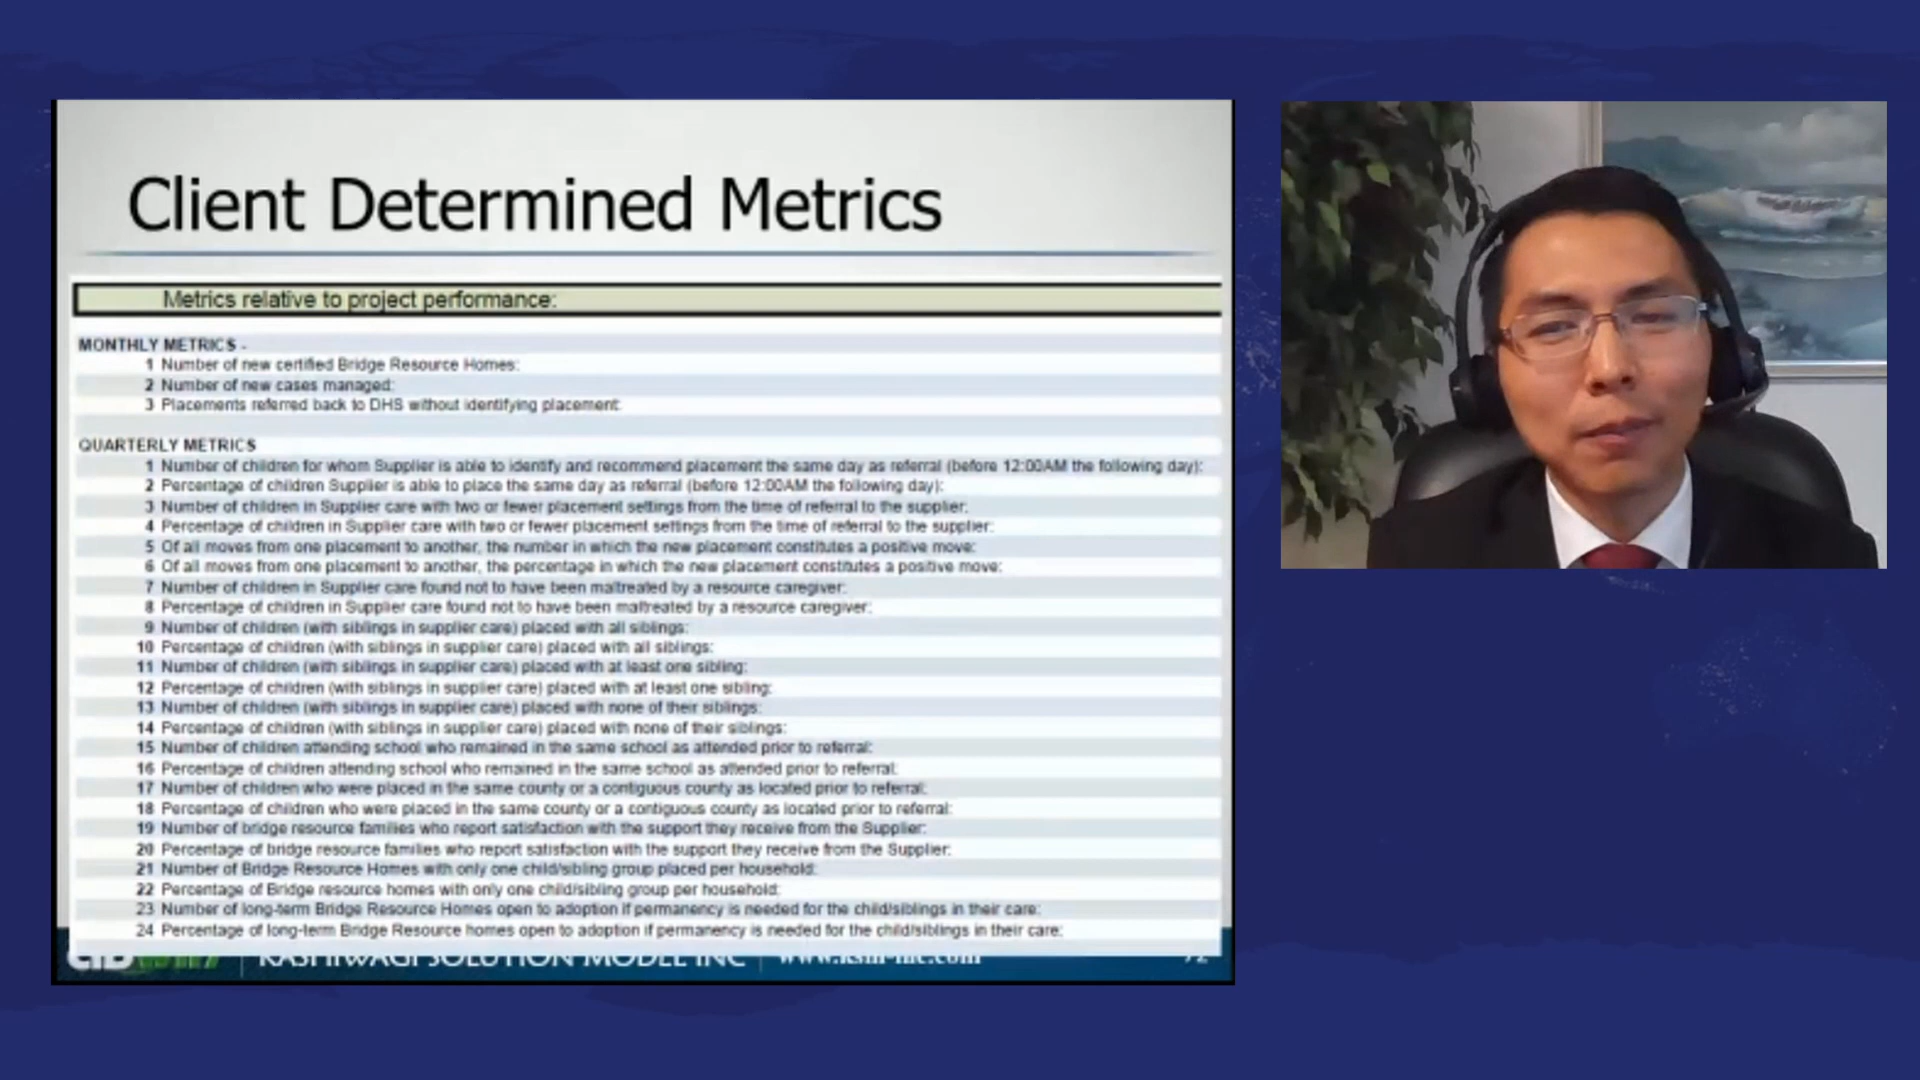 Client Determined Metrics
Metrics relative to project performance:
MONTHLY METRICS -
1 Number of new certified Bridge Resource Homes:
2 Number of new cases managed:
3 Placements referred back to DHS without identifying placement:
QUARTERLY METRICS
1 Number of children for whom Supplier is able to identify and recommend placement the same day as referral (before 12:00AM the following day):
2 Percentage of children Supplier is able to place the same day as referral (before 12:00AM the following day):
3 Number of children in Supplier care with two or fewer placement settings from the time of referral to the supplier:
4 Percentage of children in Supplier care with two or fewer placement settings from the time of referral to the supplier:
5 Of all moves from one placement to another, the number in which the new placement constitutes a positive move:
6 Of all moves from one placement to another, the percentage in which the new placement constitutes a positive move:
7 Number of children in Supplier care found not to have been maltreated by a resource caregiver:
8 Percentage of children in Supplier care found not to have been maltreated by a resource caregiver:
9 Number of children (with siblings in supplier care) placed with all siblings:
10 Percentage of children (with siblings in supplier care) placed with all siblings:
11 Number of children (with siblings in supplier care) placed with at least one sibling:
12 Percentage of children (with siblings in supplier care) placed with at least one sibling:
13 Number of children (with siblings in supplier care) placed with none of their siblings:
14 Percentage of children (with siblings in supplier care) placed with none of their siblings:
15 Number of children attending school who remained in the same school as attended prior to referral:
16 Percentage of children attending school who remained in the same school as attended prior to referral:
17 Number of children who were placed in the same county or a contiguous county as located prior to referral:
18 Percentage of children who were placed in the same county or a contiguous county as located prior to referral:
19 Number of bridge resource families who report satisfaction with the support they receive from the Supplier:
20 Percentage of bridge resource families who report satisfaction with the support they receive from the Supplier:
21 Number of Bridge Resource Homes with only one child/sibling group placed per household:
22 Percentage of Bridge resource homes with only one child/sibling group per household:
23 Number of long-term Bridge Resource Homes open to adoption if permanency is needed for the child/siblings in their care:
24 Percentage of long-term Bridge Resource homes open to adoption if permanency is needed for the child/siblings in their care:
KASHIWAGI SOLUTION MODEL INC www.ksm-inc.com